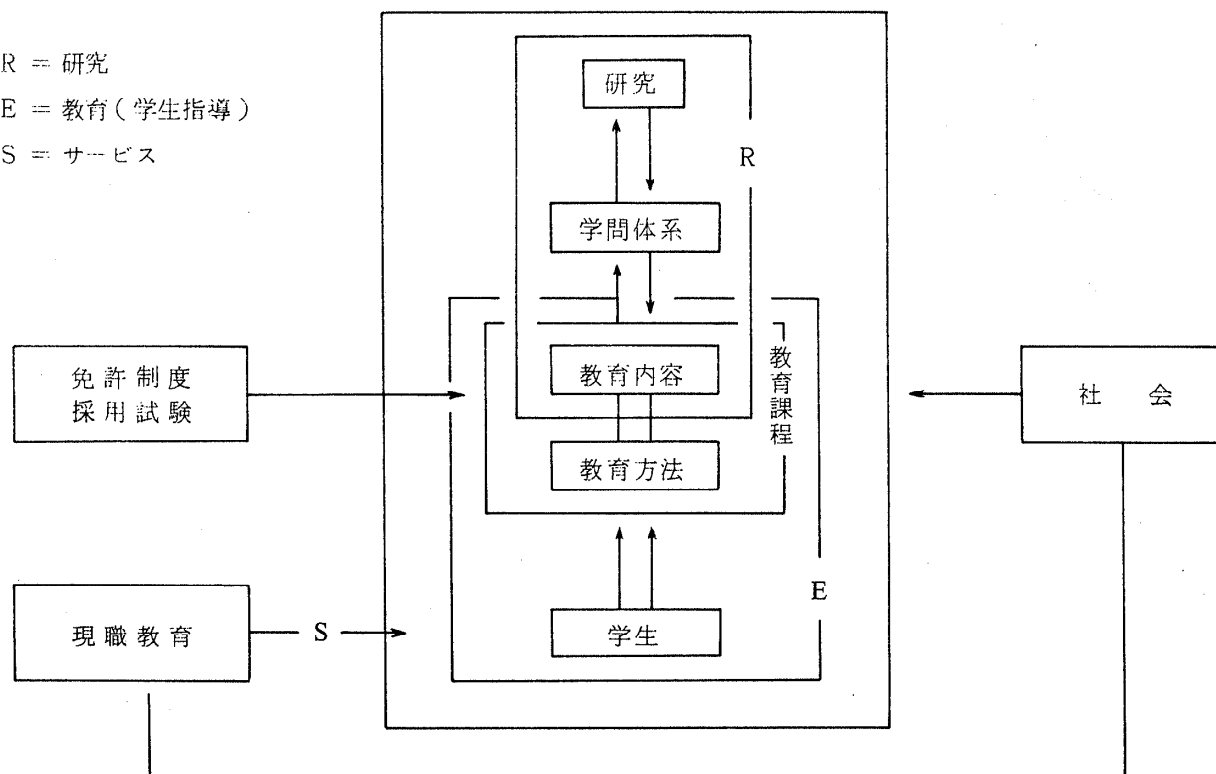 R = 研究
E = 教育(学生指導)
S = サービス
研究
R
学問体系
教育内容
教育課程
教育方法
免許制度
採用試験
社会
現職教育
S
E
学生